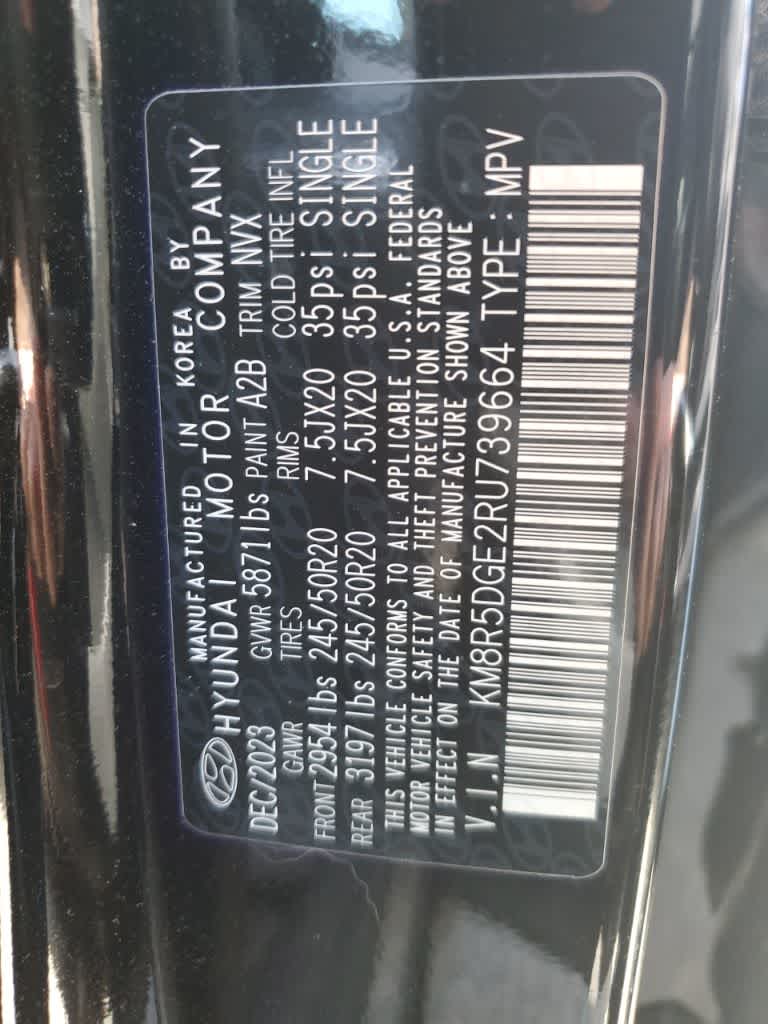 MANUFACTURED IN KOREA BY
HYUNDAI MOTOR COMPANY
DEC/2023 GVWR 5871lbs PAINT A2B TRIM NVX
GAWR TIRES RIMS COLD TIRE INFL
FRONT 2954lbs 245/50R20 7.5JX20 35psi SINGLE
REAR 3197lbs 245/50R20 7.5JX20 35psi SINGLE
THIS VEHICLE CONFORMS TO ALL APPLICABLE U.S.A. FEDERAL
MOTOR VEHICLE SAFETY AND THEFT PREVENTION STANDARDS
IN EFFECT ON THE DATE OF MANUFACTURE SHOWN ABOVE
V.I.N KM8R5DGE2RU739664 TYPE : MPV